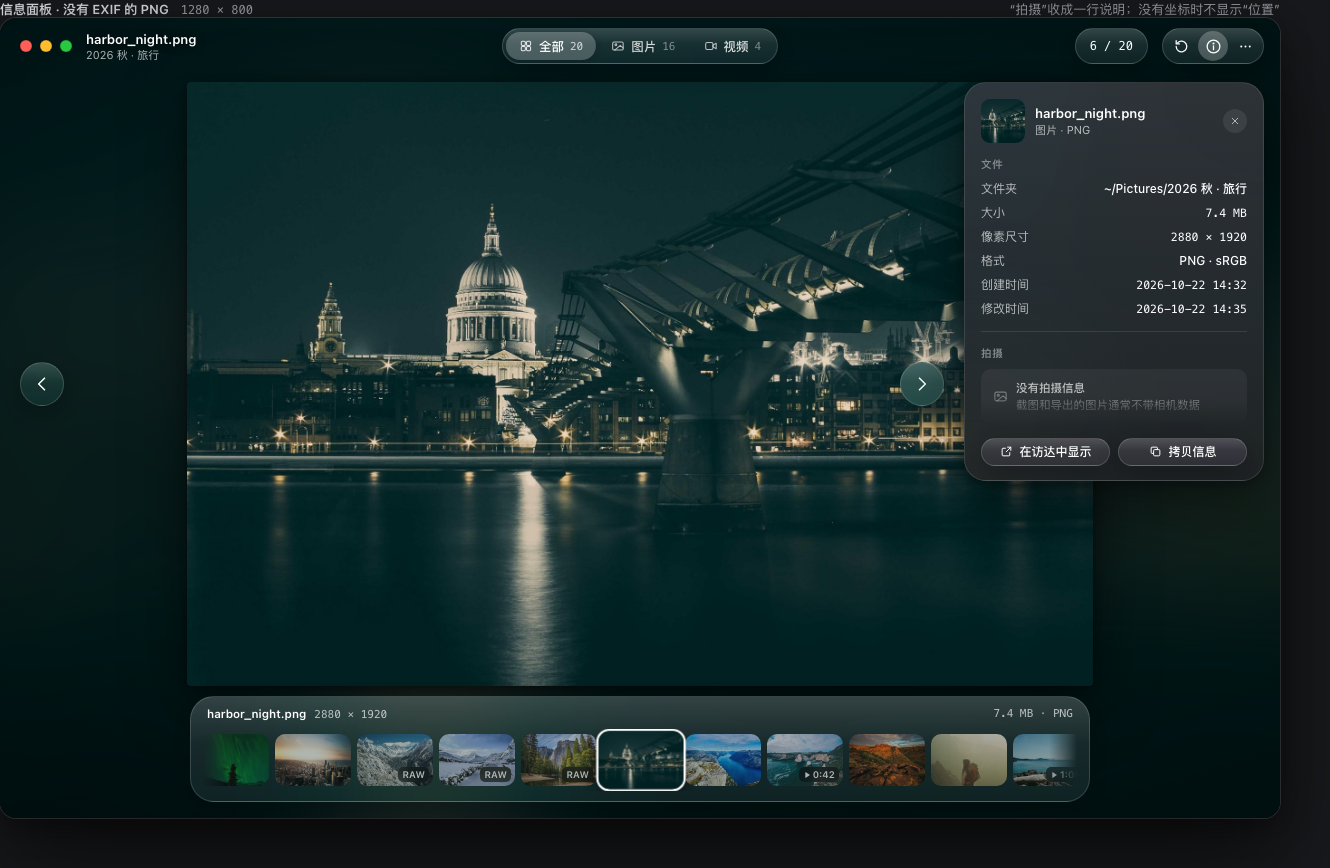 信息面板 · 没有 EXIF 的 PNG 1280 × 800
“拍摄”收成一行说明；没有坐标时不显示“位置”
harbor_night.png
2026 秋 · 旅行
全部 20
图片 16
视频 4
6 / 20
harbor_night.png
图片 · PNG
文件
文件夹 ~/Pictures/2026 秋 · 旅行
大小 7.4 MB
像素尺寸 2880 × 1920
格式 PNG · sRGB
创建时间 2026-10-22 14:32
修改时间 2026-10-22 14:35
拍摄
没有拍摄信息
截图和导出的图片通常不带相机数据
在访达中显示
拷贝信息
harbor_night.png 2880 × 1920
7.4 MB · PNG
RAW
RAW
RAW
0:42